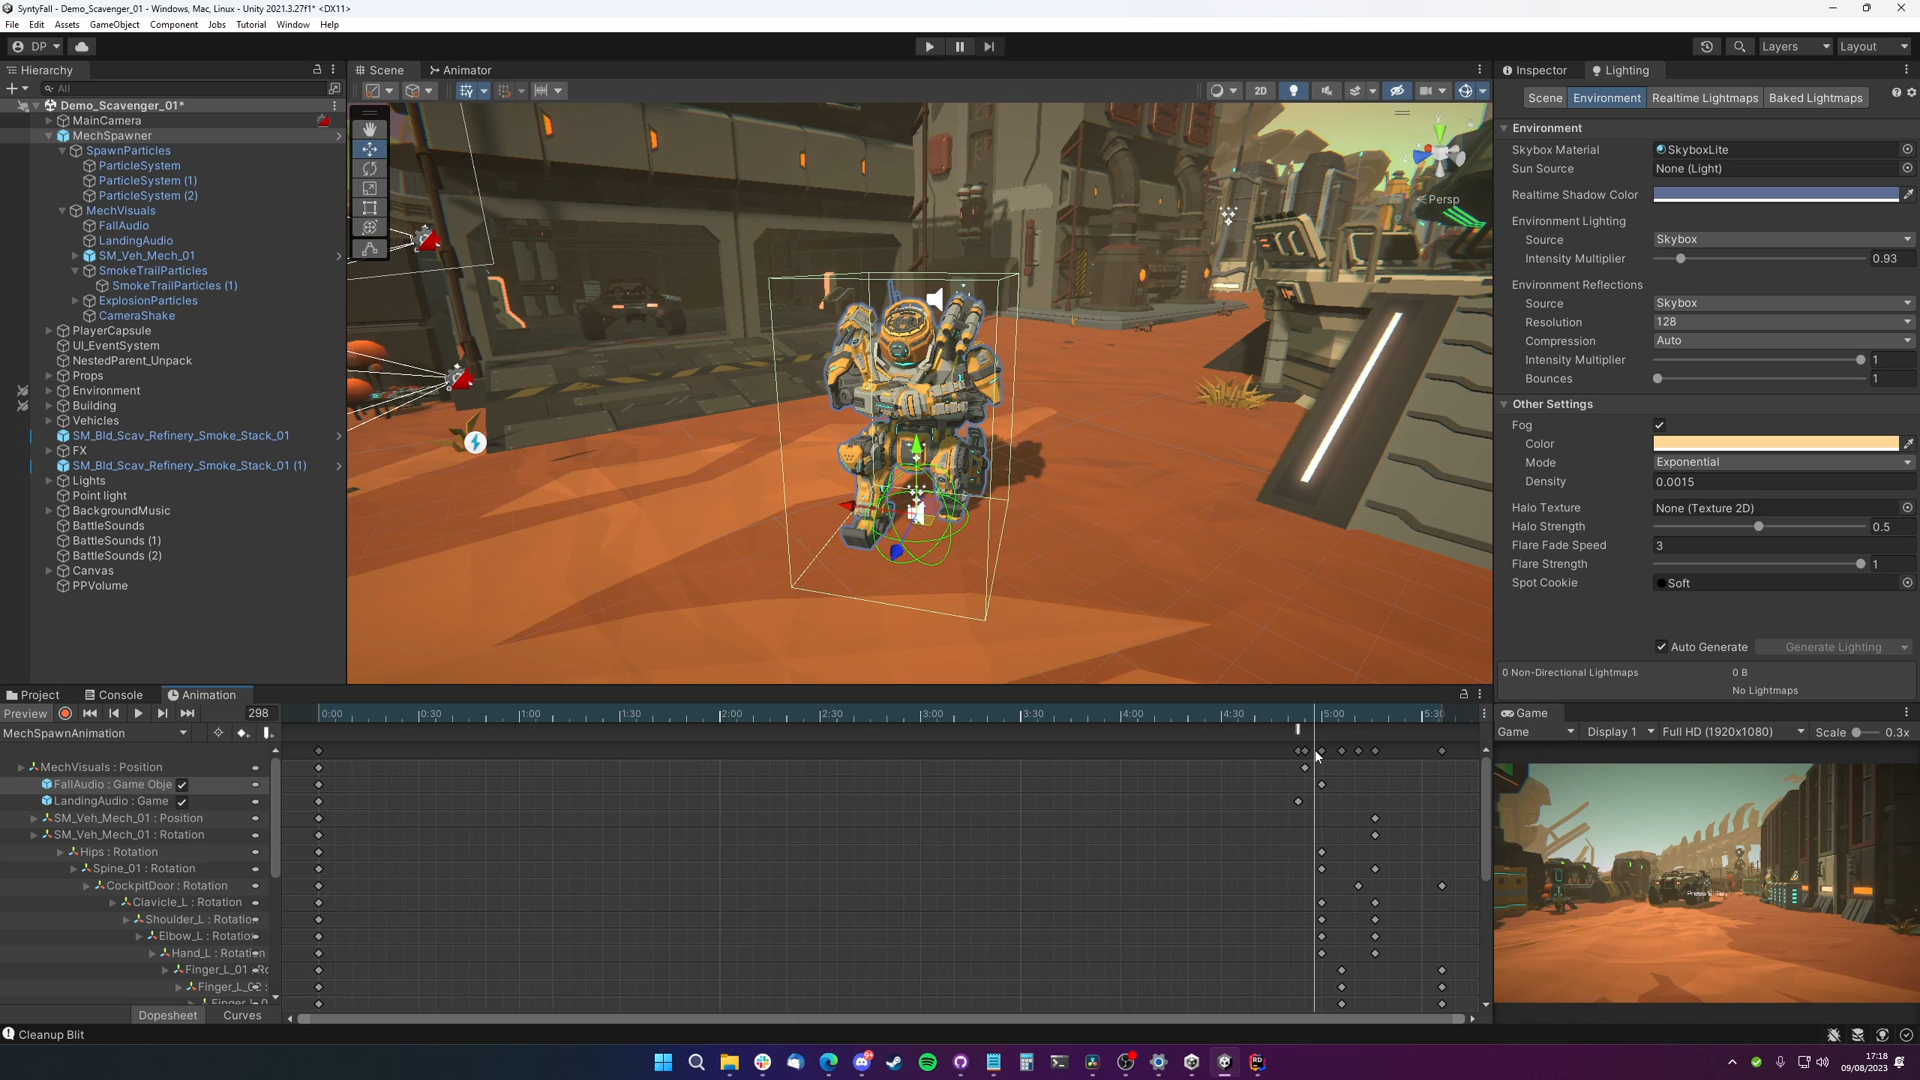 SyntyFall - Demo_Scavenger_01 - Windows, Mac, Linux - Unity 2021.3.27f1* <DX11>
File Edit Assets GameObject Component Jobs Tutorial Window Help
DP Layers Layout
Hierarchy
All
Demo_Scavenger_01*
MainCamera
MechSpawner
SpawnParticles
ParticleSystem
ParticleSystem (1)
ParticleSystem (2)
MechVisuals
FallAudio
LandingAudio
SM_Veh_Mech_01
SmokeTrailParticles
SmokeTrailParticles (1)
ExplosionParticles
CameraShake
PlayerCapsule
UI_EventSystem
NestedParent_Unpack
Props
Environment
Building
Vehicles
SM_Bld_Scav_Refinery_Smoke_Stack_01
FX
SM_Bld_Scav_Refinery_Smoke_Stack_01 (1)
Lights
Point light
BackgroundMusic
BattleSounds
BattleSounds (1)
BattleSounds (2)
Canvas
PPVolume
Scene Animator
2D
y
Persp
Inspector Lighting
Scene Environment Realtime Lightmaps Baked Lightmaps
Environment
Skybox Material SkyboxLite
Sun Source None (Light)
Realtime Shadow Color
Environment Lighting
Source Skybox
Intensity Multiplier 0.93
Environment Reflections
Source Skybox
Resolution 128
Compression Auto
Intensity Multiplier 1
Bounces 1
Other Settings
Fog
Color
Mode Exponential
Density 0.0015
Halo Texture None (Texture 2D)
Halo Strength 0.5
Flare Fade Speed 3
Flare Strength 1
Spot Cookie Soft
Auto Generate Generate Lighting
0 Non-Directional Lightmaps 0 B
No Lightmaps
Project Console Animation
Preview 298 0:00 0:30 1:00 1:30 2:00 2:30 3:00 3:30 4:00 4:30 5:00 5:30
MechSpawnAnimation
MechVisuals : Position
FallAudio : Game Obje
LandingAudio : Game
SM_Veh_Mech_01 : Position
SM_Veh_Mech_01 : Rotation
Hips : Rotation
Spine_01 : Rotation
CockpitDoor : Rotation
Clavicle_L : Rotation
Shoulder_L : Rotatio
Elbow_L : Rotatio
Hand_L : Rotation
Finger_L_01
Dopesheet Curves
Game
Game Display 1 Full HD (1920x1080) Scale 0.3x
Cleanup Blit
17:18
09/08/2023